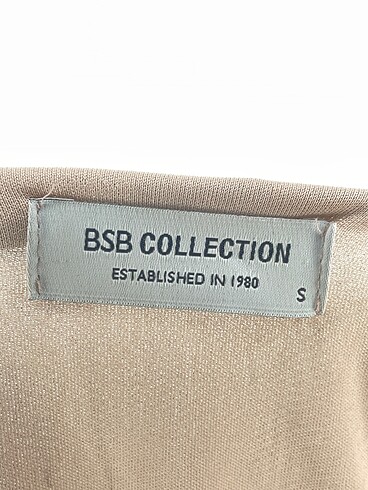 BSB COLLECTION
ESTABLISHED IN 1980
S